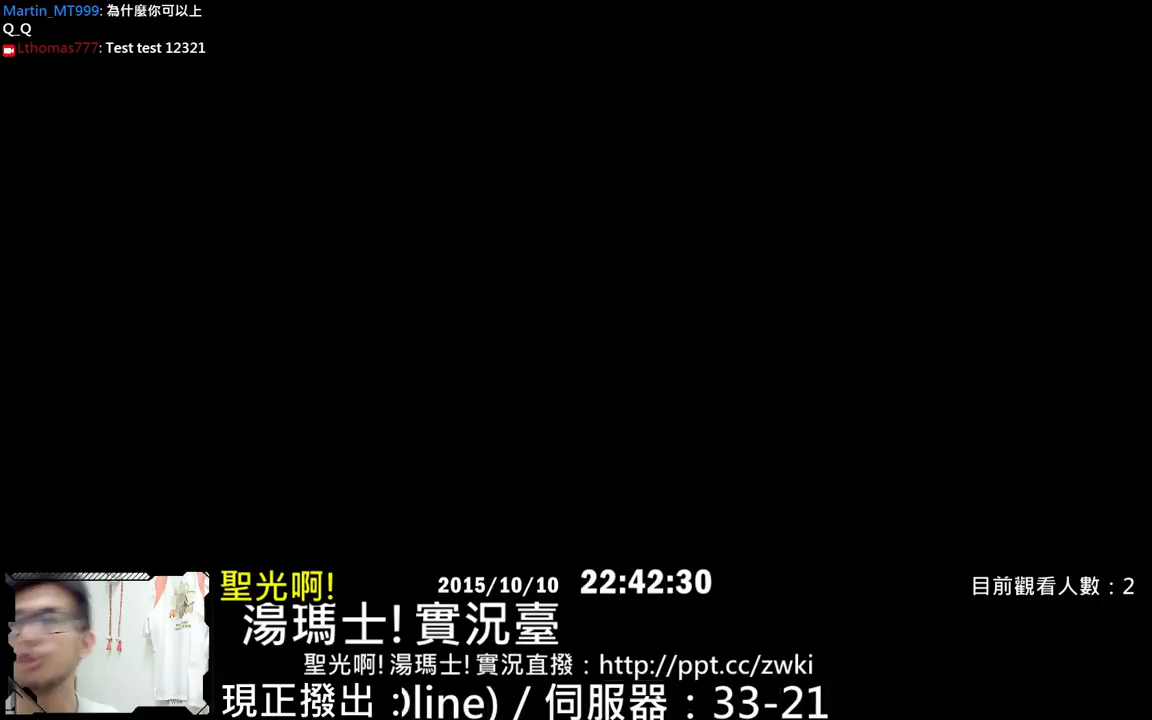 Martin_MT999: 為什麼你可以上
Q_Q
Lthomas777: Test test 12321
聖光啊!
2015/10/10 22:42:30
目前觀看人數：2
湯瑪士! 實況臺
聖光啊! 湯瑪士! 實況直撥：http://ppt.cc/zwki
現正撥出：line) / 伺服器：33-21